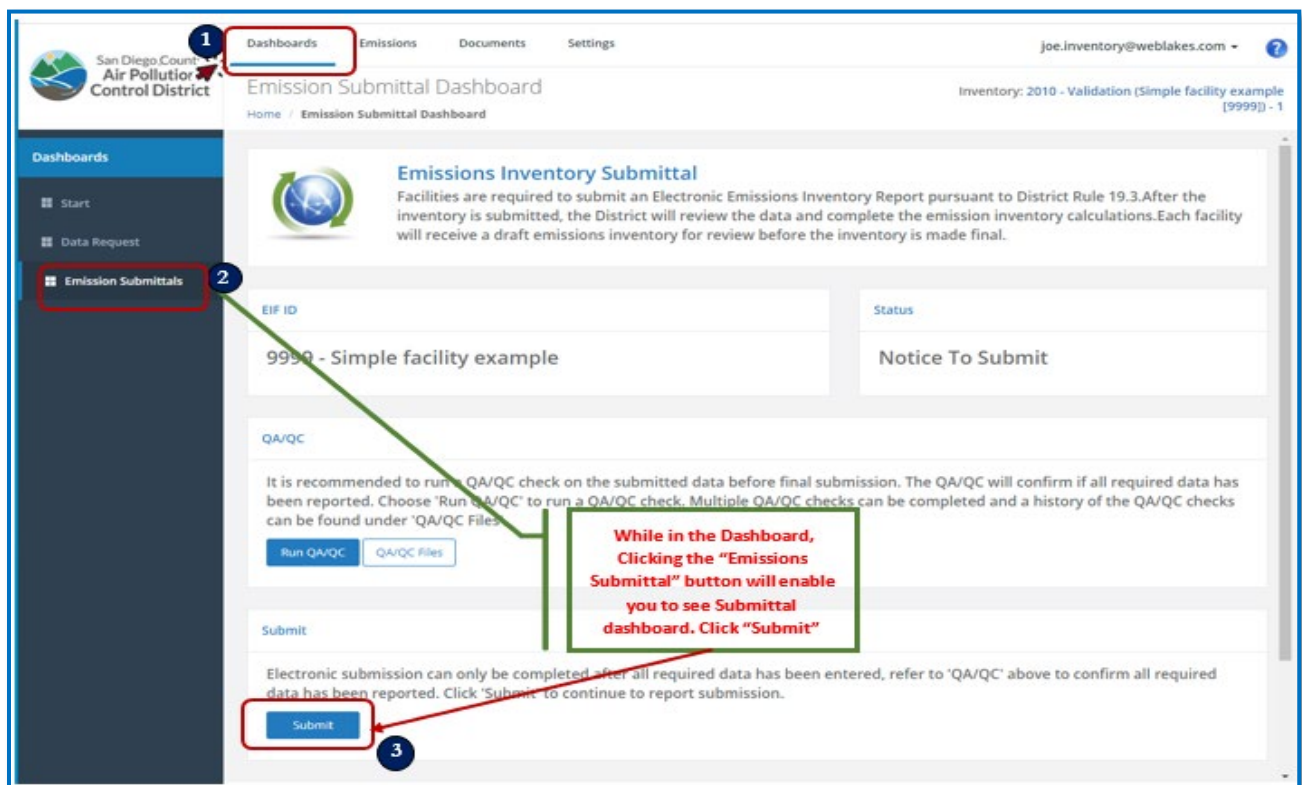 1
Dashboards Emissions Documents Settings
joe.inventory@weblakes.com
?
San Diego County
Air Pollution
Control District
Emission Submittal Dashboard
Home / Emission Submittal Dashboard
Inventory: 2010 - Validation (Simple facility example
[9999]) - 1
Dashboards
Start
Data Request
Emission Submittals
2
Emissions Inventory Submittal
Facilities are required to submit an Electronic Emissions Inventory Report pursuant to District Rule 19.3.After the
inventory is submitted, the District will review the data and complete the emission inventory calculations.Each facility
will receive a draft emissions inventory for review before the inventory is made final.
EIF ID
9999 - Simple facility example
Status
Notice To Submit
QA/QC
It is recommended to run a QA/QC check on the submitted data before final submission. The QA/QC will confirm if all required data has
been reported. Choose 'Run QA/QC' to run a QA/QC check. Multiple QA/QC checks can be completed and a history of the QA/QC checks
can be found under 'QA/QC Files'
Run QA/QC QA/QC Files
While in the Dashboard,
Clicking the “Emissions
Submittal” button will enable
you to see Submittal
dashboard. Click “Submit”
Submit
Electronic submission can only be completed after all required data has been entered, refer to 'QA/QC' above to confirm all required
data has been reported. Click 'Submit' to continue to report submission.
Submit
3